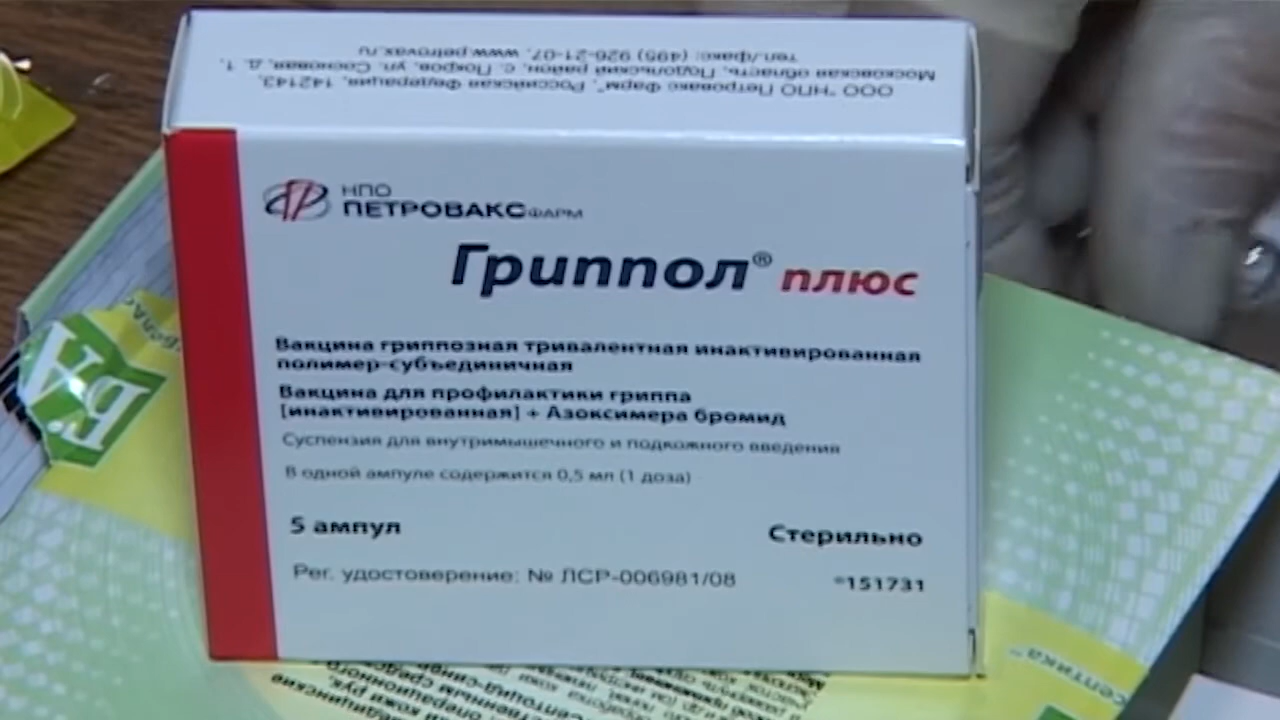 ООО "НПО Петровакс Фарм", Российская Федерация, 142143,
Московская область, Подольский район, с. Покров, ул. Сосновая, д. 1
тел./факс: (495) 926-21-07, www.petrovax.ru
НПО
ПЕТРОВАКС ФАРМ
Гриппол® плюс
Вакцина гриппозная тривалентная инактивированная
полимер-субъединичная
Вакцина для профилактики гриппа
[инактивированная] + Азоксимера бромид
Суспензия для внутримышечного и подкожного введения
В одной ампуле содержится 0,5 мл (1 доза)
5 ампул
Стерильно
Рег. удостоверение: № ЛСР-006981/08
*151731
септика"